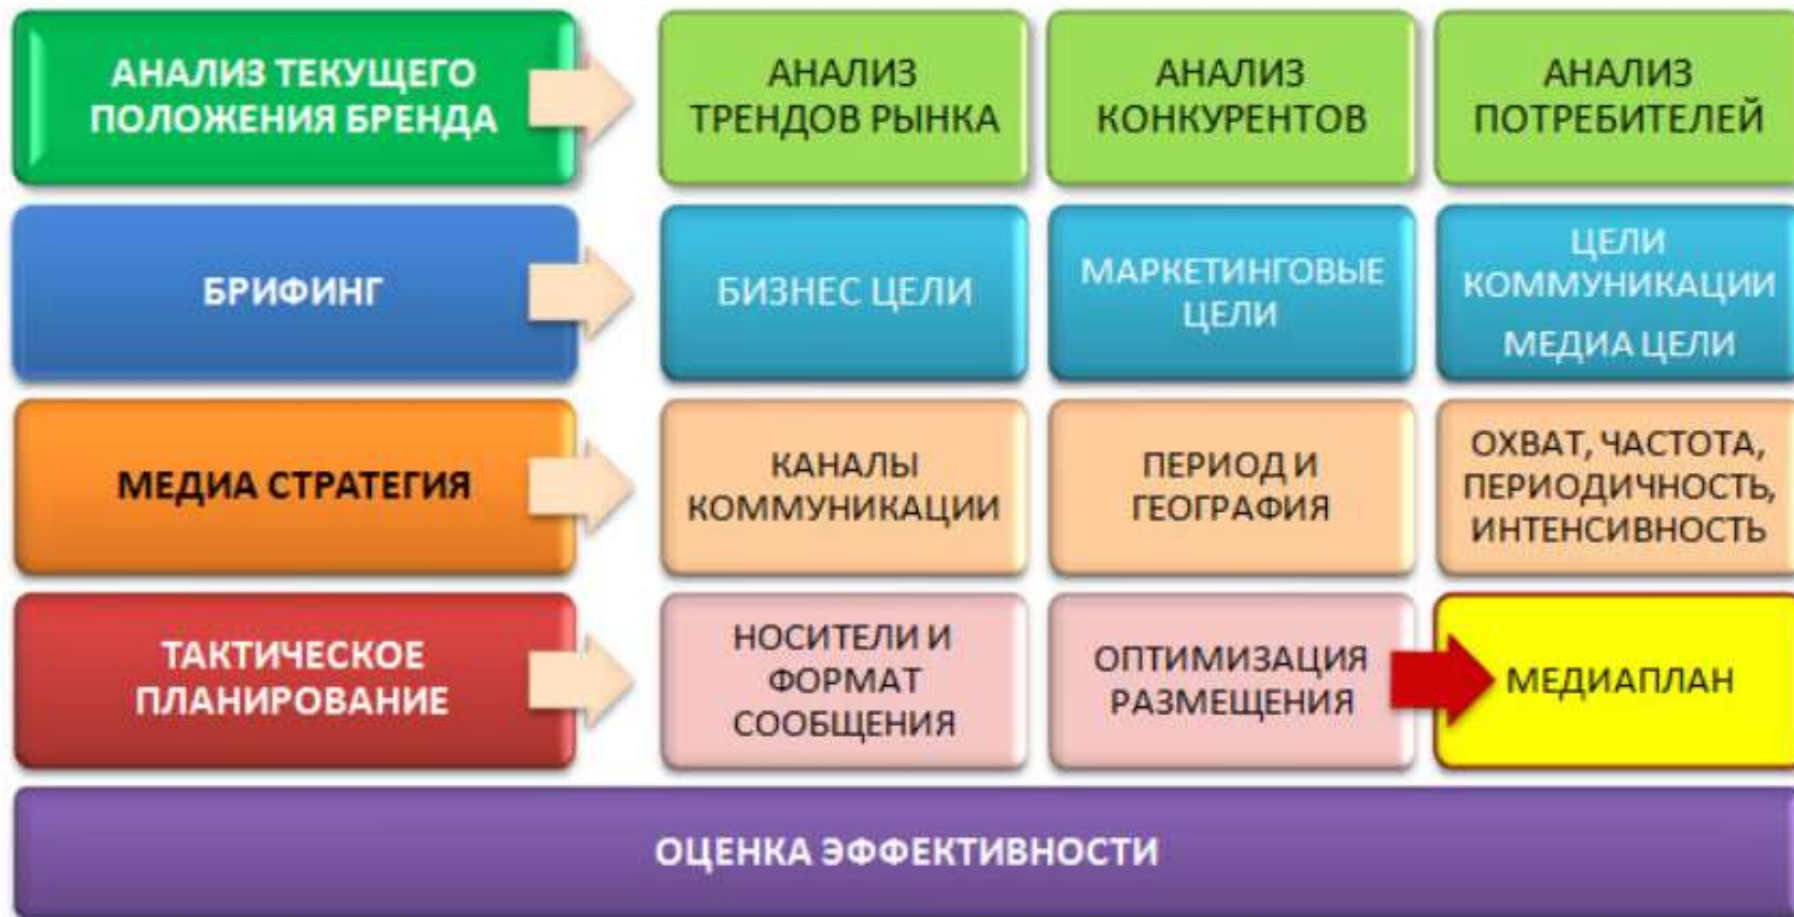 АНАЛИЗ ТЕКУЩЕГО
ПОЛОЖЕНИЯ БРЕНДА
АНАЛИЗ
ТРЕНДОВ РЫНКА
АНАЛИЗ
КОНКУРЕНТОВ
АНАЛИЗ
ПОТРЕБИТЕЛЕЙ
БРИФИНГ
БИЗНЕС ЦЕЛИ
МАРКЕТИНГОВЫЕ
ЦЕЛИ
ЦЕЛИ
КОММУНИКАЦИИ
МЕДИА ЦЕЛИ
МЕДИА СТРАТЕГИЯ
КАНАЛЫ
КОММУНИКАЦИИ
ПЕРИОД И
ГЕОГРАФИЯ
ОХВАТ, ЧАСТОТА,
ПЕРИОДИЧНОСТЬ,
ИНТЕНСИВНОСТЬ
ТАКТИЧЕСКОЕ
ПЛАНИРОВАНИЕ
НОСИТЕЛИ И
ФОРМАТ
СООБЩЕНИЯ
ОПТИМИЗАЦИЯ
РАЗМЕЩЕНИЯ
МЕДИАПЛАН
ОЦЕНКА ЭФФЕКТИВНОСТИ